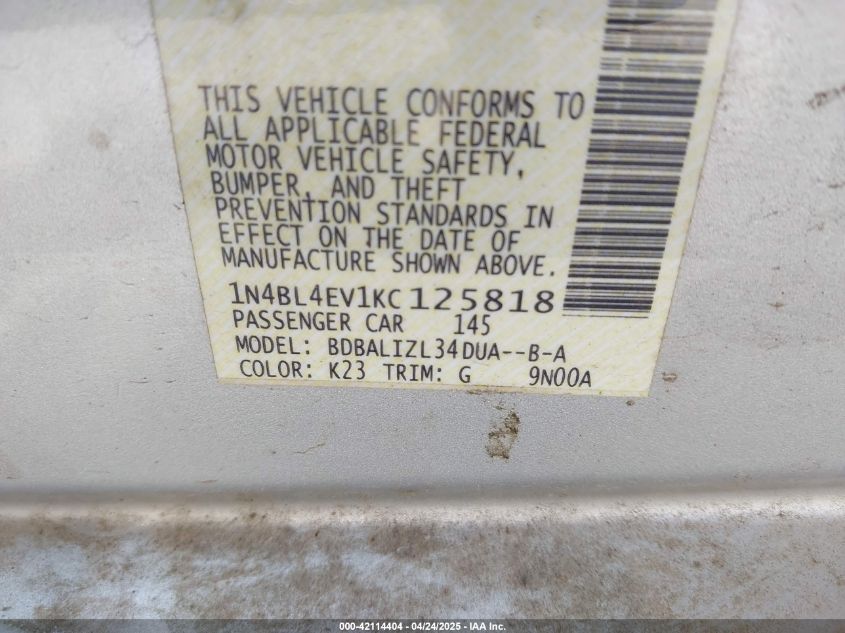 THIS VEHICLE CONFORMS TO
ALL APPLICABLE FEDERAL
MOTOR VEHICLE SAFETY,
BUMPER, AND THEFT
PREVENTION STANDARDS IN
EFFECT ON THE DATE OF
MANUFACTURE SHOWN ABOVE.
1N4BL4EV1KC125818
PASSENGER CAR 145
MODEL: BDBALIZL34DUA--B-A
COLOR: K23 TRIM: G 9N00A
000-42114404 - 04/24/2025 - IAA Inc.